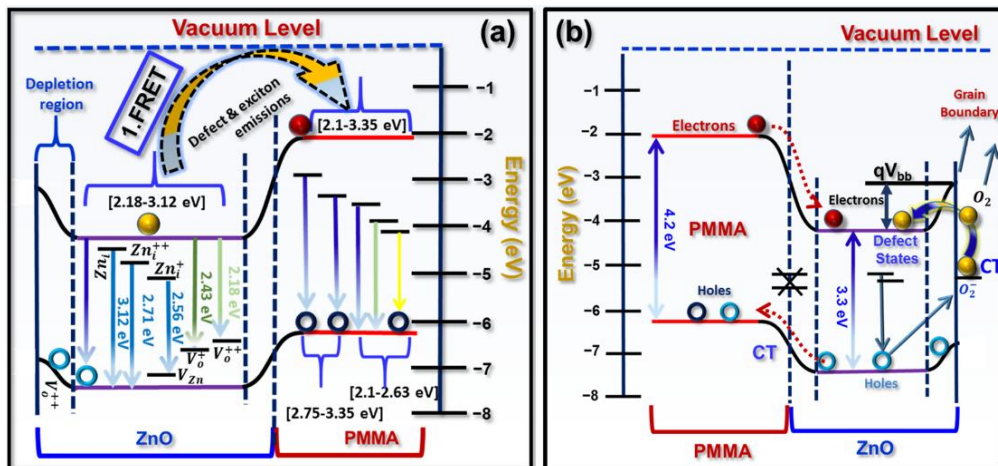 (a)
Vacuum Level
Depletion
region
1.FRET
Defect & exciton
emissions
[2.1-3.35 eV]
[2.18-3.12 eV]
Zn_i
Zn_i^{++}
Zn_i^+
3.12 eV
2.71 eV
2.56 eV
2.43 eV
2.18 eV
V_o^+
V_o^{++}
V_{Zn}
V_o^{++}
[2.1-2.63 eV]
[2.75-3.35 eV]
−1
−2
−3
−4
−5
−6
−7
−8
Energy (eV)
ZnO
PMMA
(b)
Vacuum Level
Energy (eV)
−1
−2
−3
−4
−5
−6
−7
−8
Grain
Boundary
Electrons
qV_{bb}
O_2
Electrons
4.2 eV
PMMA
Defect
States
CT
O_2^-
3.3 eV
Holes
CT
Holes
PMMA
ZnO